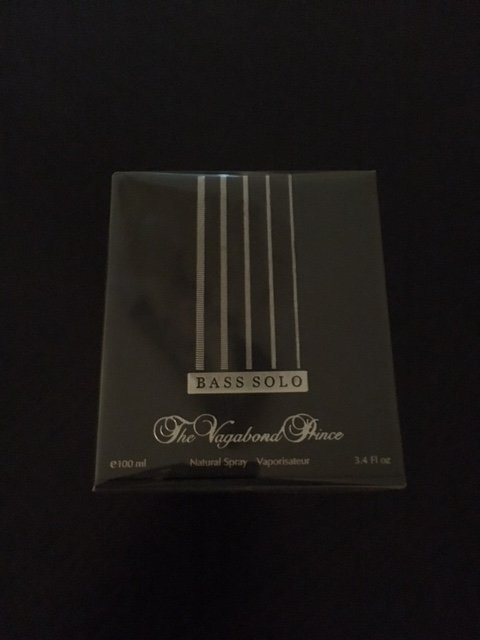 BASS SOLO
The Vagabond Prince
e100 ml Natural Spray Vaporisateur 3.4 Fl oz